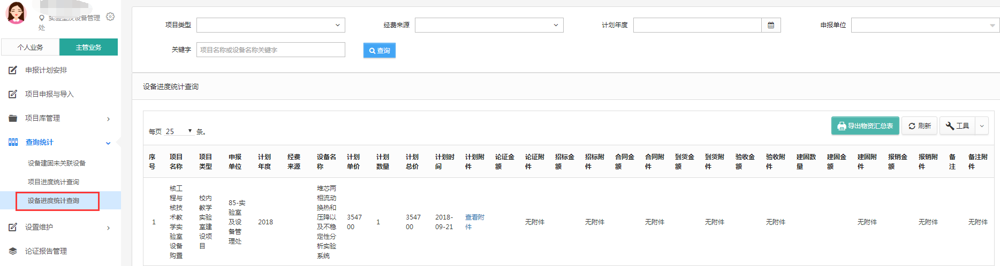 实验室及设备管理
处
个人业务 主管业务
申报计划安排
项目申报与导入
项目库管理
查询统计
设备建固未关联设备
项目进度统计查询
设备进度统计查询
设置维护
论证报告管理
项目类型 经费来源 计划年度 申报单位
关键字 项目名称或设备名称关键字 查询
设备进度统计查询
每页 25 条。 导出物资汇总表 刷新 工具
序 项目 项目 申报 计划 经费 设备名 计划 计划 计划 计划时 计划附 论证金 论证附 招标金 招标附 合同金 合同附 到货金 到货附 验收金 验收附 建固数 建固金 建固附 报销金 报销附 备 备注附
号 名称 类型 单位 年度 来源 称 单价 数量 总价 间 件 额 件 额 件 额 件 额 件 额 件 量 额 件 额 件 注 件
1
核工
程与
核技
术教
学实
验室
设备
购置
校内
教学
实验
室建
设项
目
85-实
验室
及设
备管
理处
2018
堆芯两
相流动
换热和
压降以
及不稳
定性分
析实验
系统
3547
00
1
3547
00
2018-
09-21
查看附
件
无附件 无附件 无附件 无附件 无附件 无附件 无附件 无附件